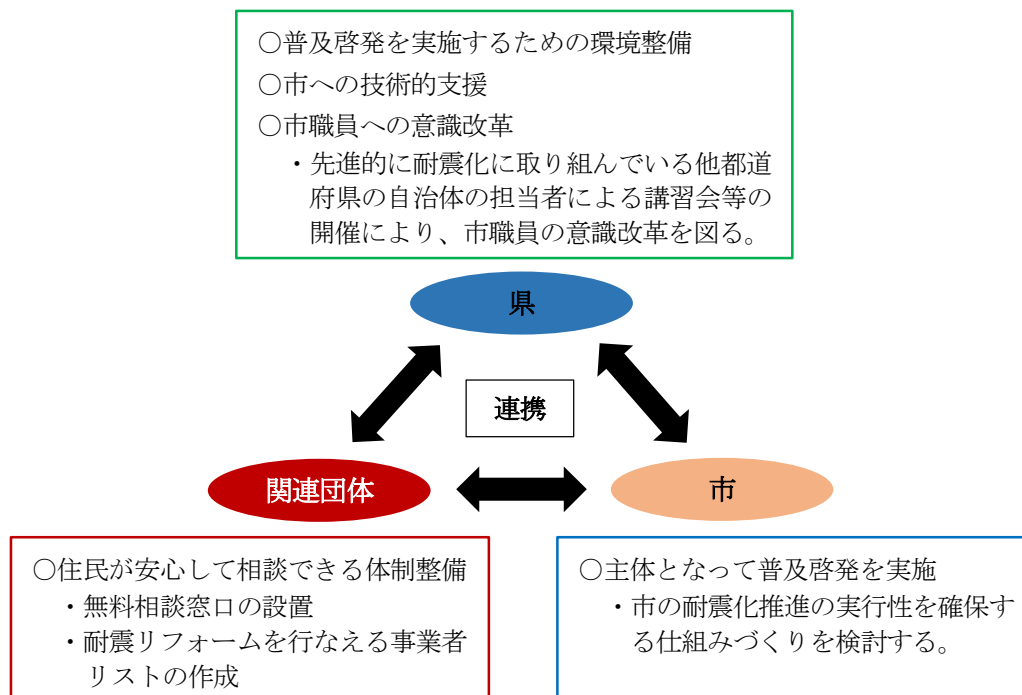 ○普及啓発を実施するための環境整備
○市への技術的支援
○市職員への意識改革
・先進的に耐震化に取り組んでいる他都道
府県の自治体の担当者による講習会等の
開催により、市職員の意識改革を図る。
県
連携
関連団体
市
○住民が安心して相談できる体制整備
・無料相談窓口の設置
・耐震リフォームを行なえる事業者
リストの作成
○主体となって普及啓発を実施
・市の耐震化推進の実行性を確保す
る仕組みづくりを検討する。